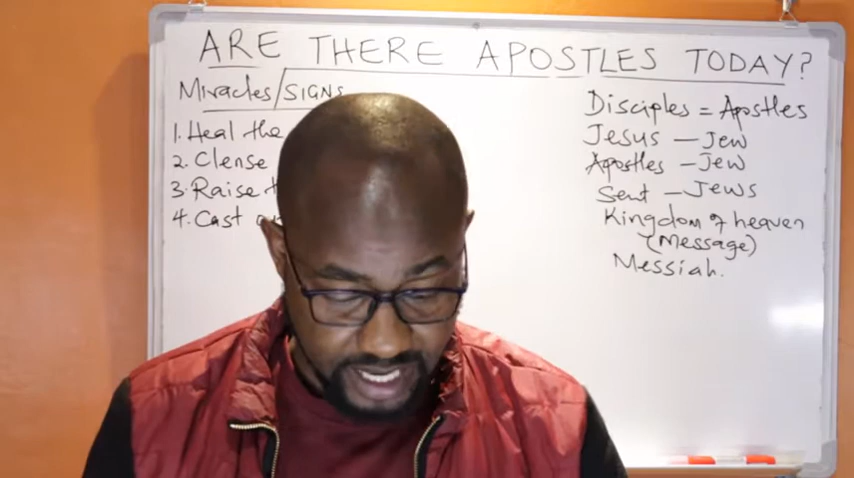 ARE THERE APOSTLES TODAY?
Miracles/SIGNS
1. Heal the
2. Clense
3. Raise
4. Cast
Disciples = Apostles
Jesus – Jew
Apostles – Jew
Sent – Jews
Kingdom of heaven
(Message)
Messiah.